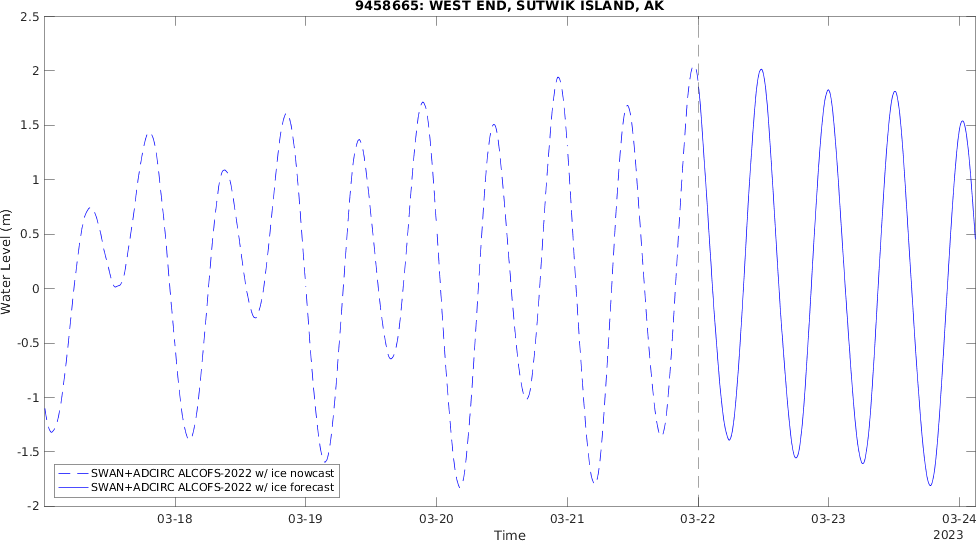 9458665: WEST END, SUTWIK ISLAND, AK
2.5
2
1.5
1
0.5
0
-0.5
-1
-1.5
-2
Water Level (m)
SWAN+ADCIRC ALCOFS-2022 w/ ice nowcast
SWAN+ADCIRC ALCOFS-2022 w/ ice forecast
03-18 03-19 03-20 03-21 03-22 03-23 03-24
Time
2023